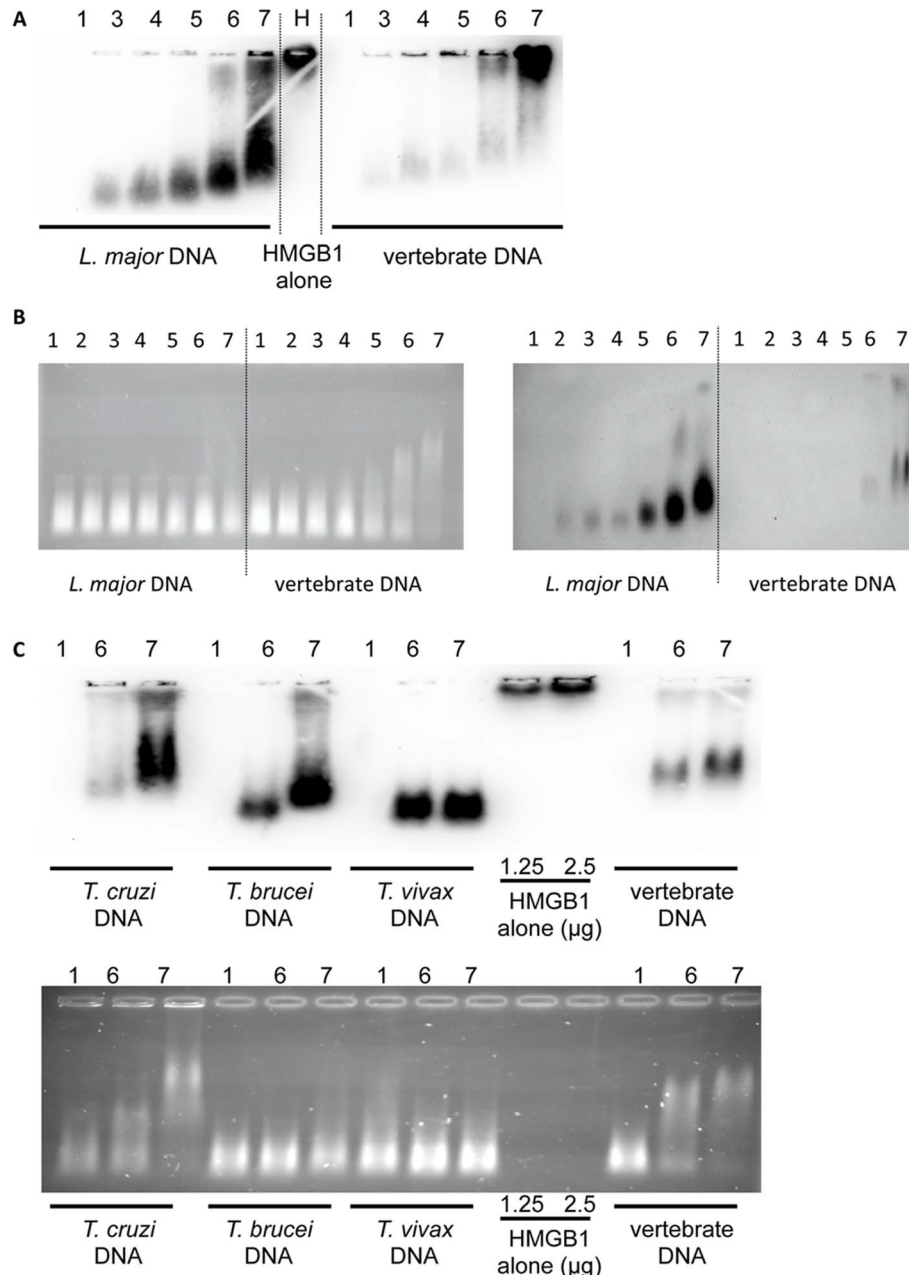 A
1 3 4 5 6 7 H 1 3 4 5 6 7
L. major DNA HMGB1 alone vertebrate DNA
B
1 2 3 4 5 6 7 1 2 3 4 5 6 7 1 2 3 4 5 6 7 1 2 3 4 5 6 7
L. major DNA vertebrate DNA L. major DNA vertebrate DNA
C
1 6 7 1 6 7 1 6 7 1 6 7
1.25 2.5
T. cruzi T. brucei T. vivax HMGB1 vertebrate
DNA DNA DNA alone (µg) DNA
1 6 7 1 6 7 1 6 7 1 6 7
1.25 2.5
T. cruzi T. brucei T. vivax HMGB1 vertebrate
DNA DNA DNA alone (µg) DNA